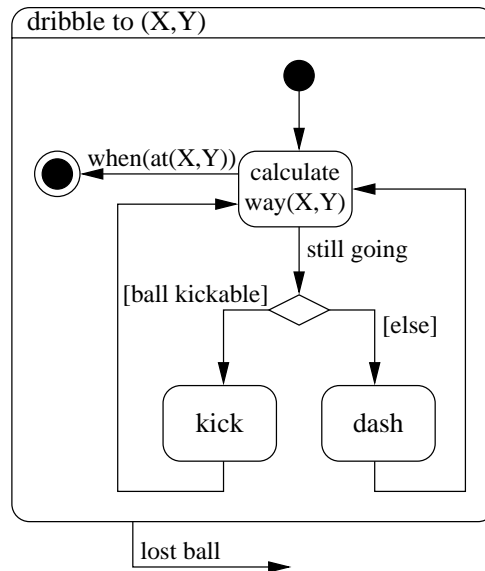 dribble to (X,Y)
when(at(X,Y))
calculate
way(X,Y)
still going
[ball kickable]
[else]
kick
dash
lost ball